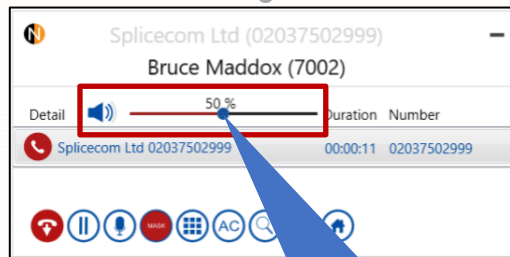 N Splicecom Ltd (02037502999)
Bruce Maddox (7002)
50 %
Detail Duration Number
Splicecom Ltd 02037502999 00:00:11 02037502999
MASK AC